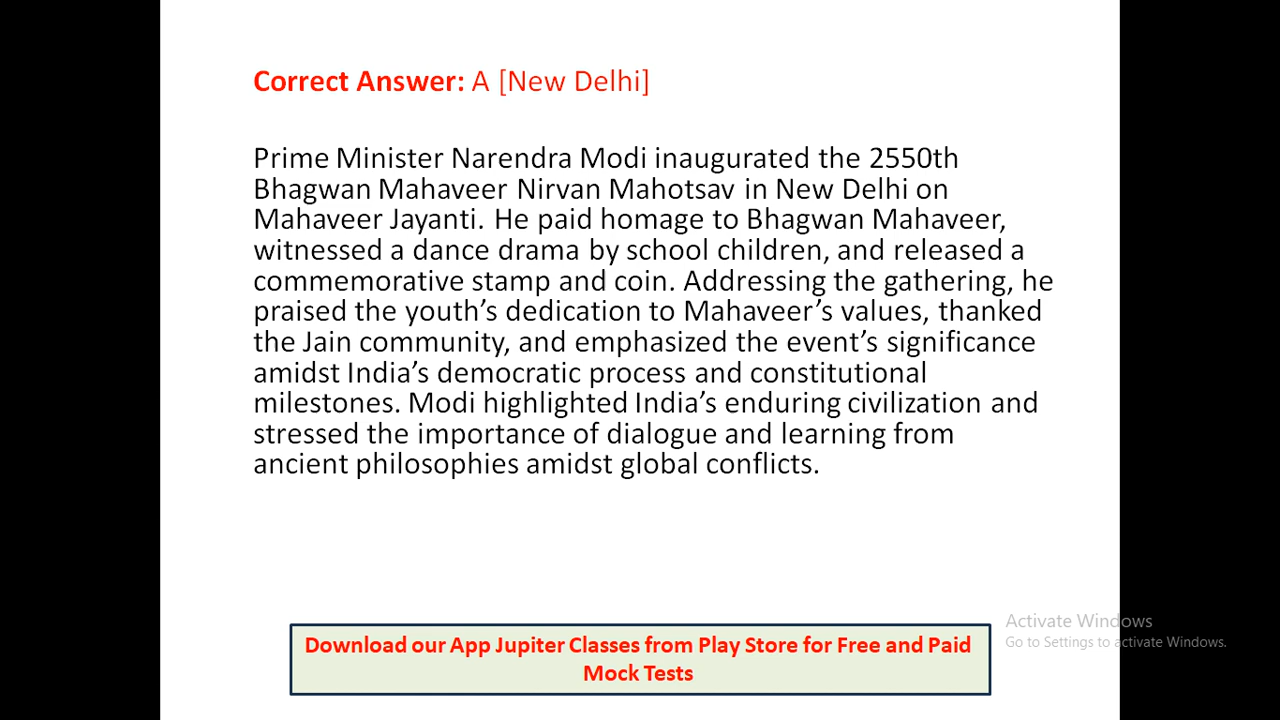 Correct Answer: A [New Delhi]
Prime Minister Narendra Modi inaugurated the 2550th
Bhagwan Mahaveer Nirvan Mahotsav in New Delhi on
Mahaveer Jayanti. He paid homage to Bhagwan Mahaveer,
witnessed a dance drama by school children, and released a
commemorative stamp and coin. Addressing the gathering, he
praised the youth’s dedication to Mahaveer’s values, thanked
the Jain community, and emphasized the event’s significance
amidst India’s democratic process and constitutional
milestones. Modi highlighted India’s enduring civilization and
stressed the importance of dialogue and learning from
ancient philosophies amidst global conflicts.
Activate Windows
Go to Settings to activate Windows.
Download our App Jupiter Classes from Play Store for Free and Paid
Mock Tests